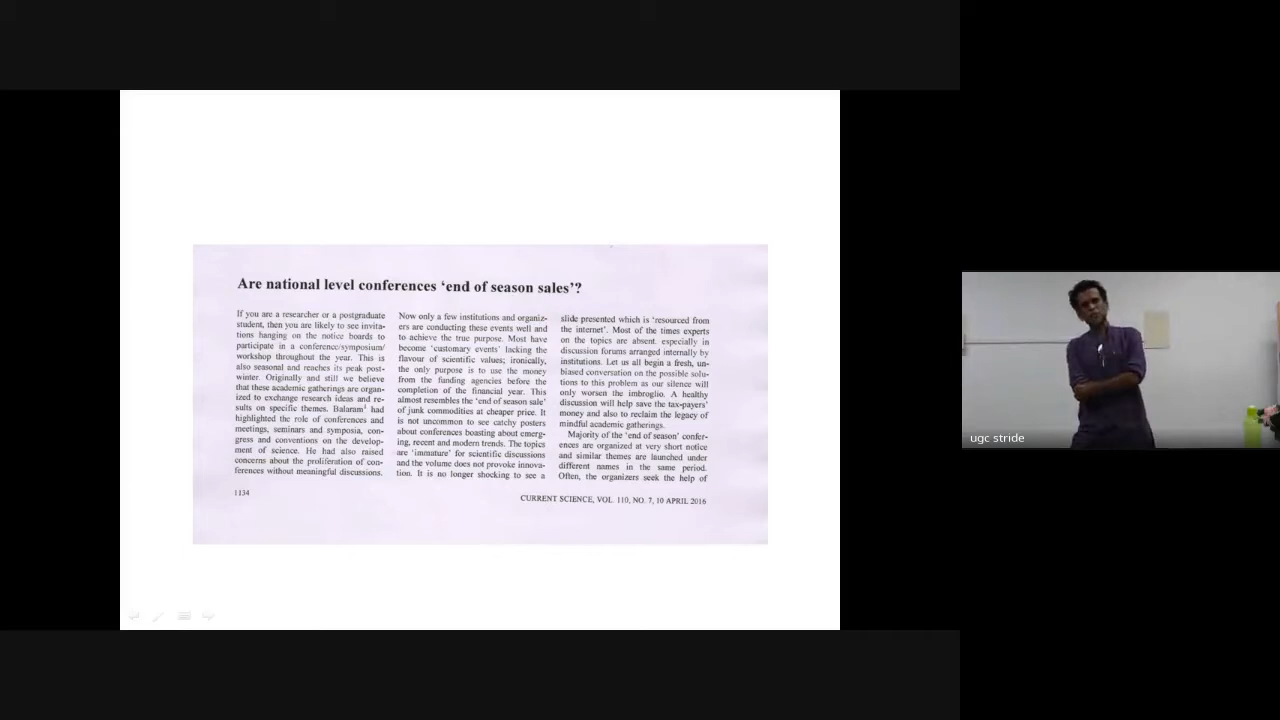 Are national level conferences ‘end of season sales’?
If you are a researcher or a postgraduate
student, then you are likely to see invita-
tions hanging on the notice boards to
participate in a conference/symposium/
workshop throughout the year. This is
also seasonal and reaches its peak post-
winter. Originally and still we believe
that these academic gatherings are organ-
ized to exchange research ideas and re-
sults on specific themes. Balaram¹ had
highlighted the role of conferences and
meetings, seminars and symposia, con-
gress and conventions on the develop-
ment of science. He had also raised
concerns about the proliferation of con-
ferences without meaningful discussions.
Now only a few institutions and organiz-
ers are conducting these events well and
to achieve the true purpose. Most have
become ‘customary events’ lacking the
flavour of scientific values; ironically,
the only purpose is to use the money
from the funding agencies before the
completion of the financial year. This
almost resembles the ‘end of season sale’
of junk commodities at cheaper price. It
is not uncommon to see catchy posters
about conferences boasting about emerg-
ing, recent and modern trends. The topics
are ‘immature’ for scientific discussions
and the volume does not provoke innova-
tion. It is no longer shocking to see a
slide presented which is ‘resourced from
the internet’. Most of the times experts
on the topics are absent, especially in
discussion forums arranged internally by
institutions. Let us all begin a fresh, un-
biased conversation on the possible solu-
tions to this problem as our silence will
only worsen the imbroglio. A healthy
discussion will help save the tax-payers’
money and also to reclaim the legacy of
mindful academic gatherings.
Majority of the ‘end of season’ confer-
ences are organized at very short notice
and similar themes are launched under
different names in the same period.
Often, the organizers seek the help of
1134
CURRENT SCIENCE, VOL. 110, NO. 7, 10 APRIL 2016
ugc stride